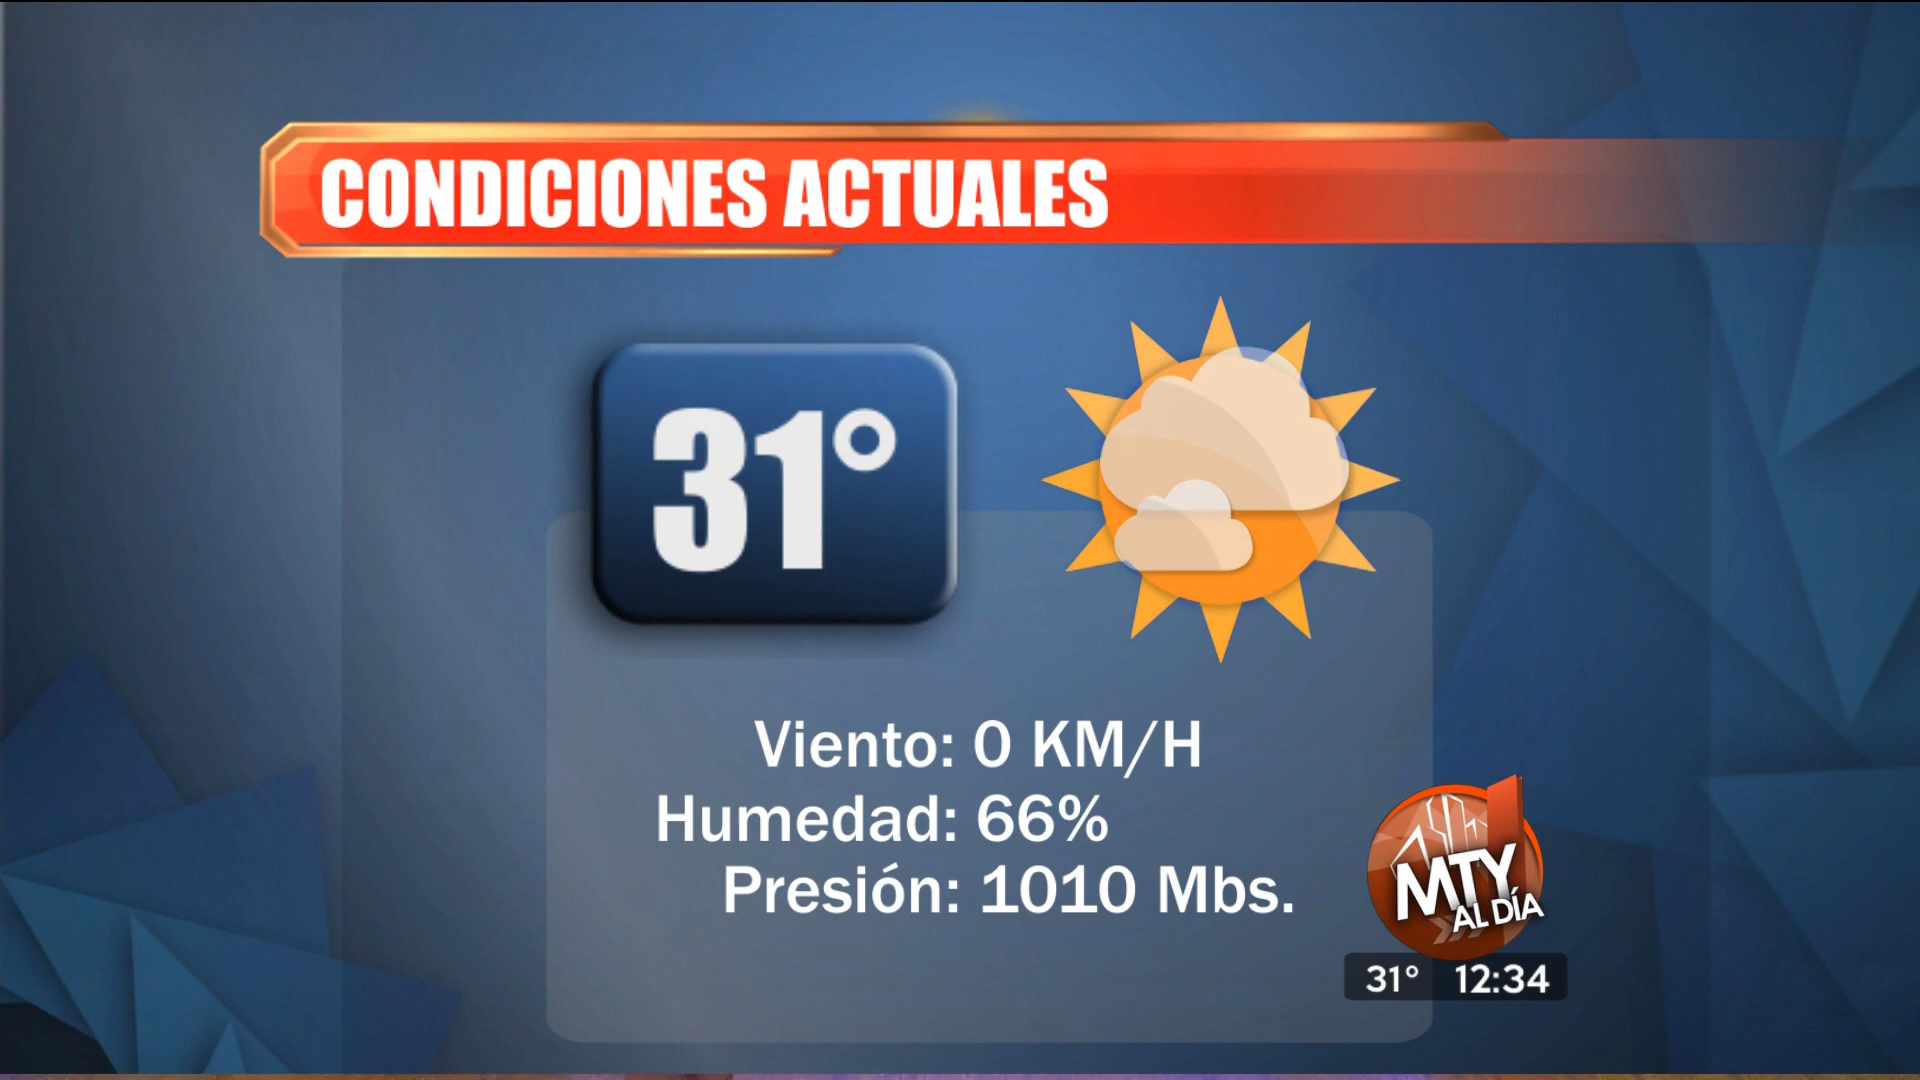 CONDICIONES ACTUALES
31°
Viento: 0 KM/H
Humedad: 66%
Presión: 1010 Mbs.
MTY
AL DÍA
31° 12:34